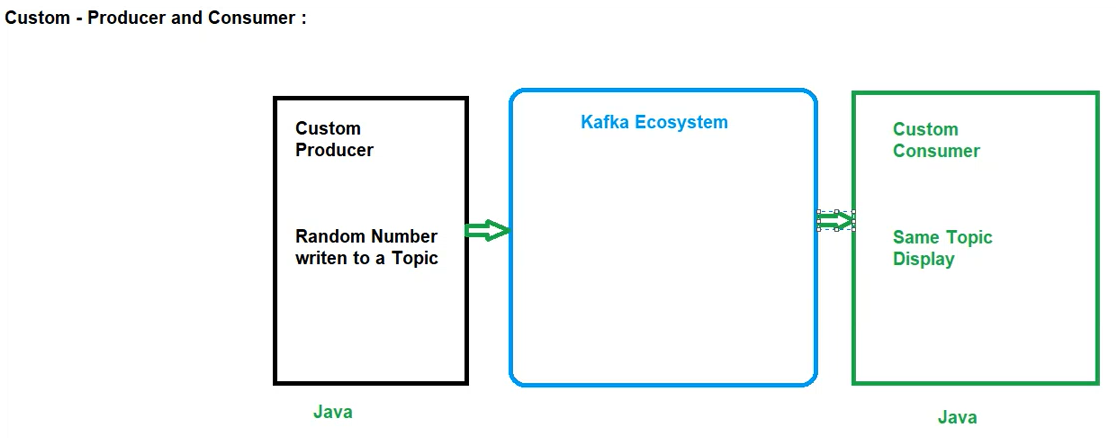 Custom - Producer and Consumer :
Custom
Producer
Random Number
writen to a Topic
Java
Kafka Ecosystem
Custom
Consumer
Same Topic
Display
Java